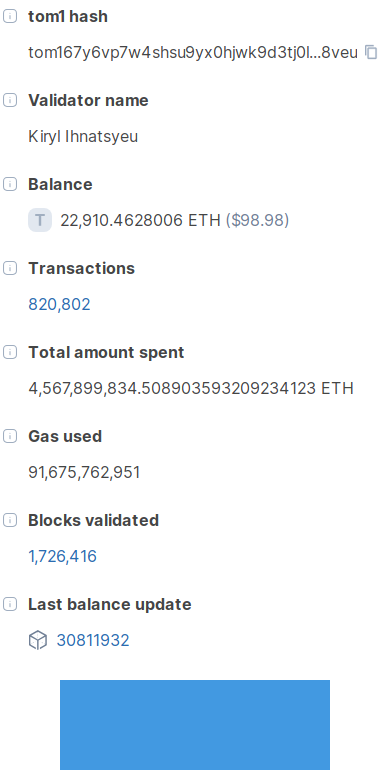 tom1 hash
tom167y6vp7w4shsu9yx0hjwk9d3tj0l...8veu
Validator name
Kiryl Ihnatsyeu
Balance
T 22,910.4628006 ETH ($98.98)
Transactions
820,802
Total amount spent
4,567,899,834.508903593209234123 ETH
Gas used
91,675,762,951
Blocks validated
1,726,416
Last balance update
30811932